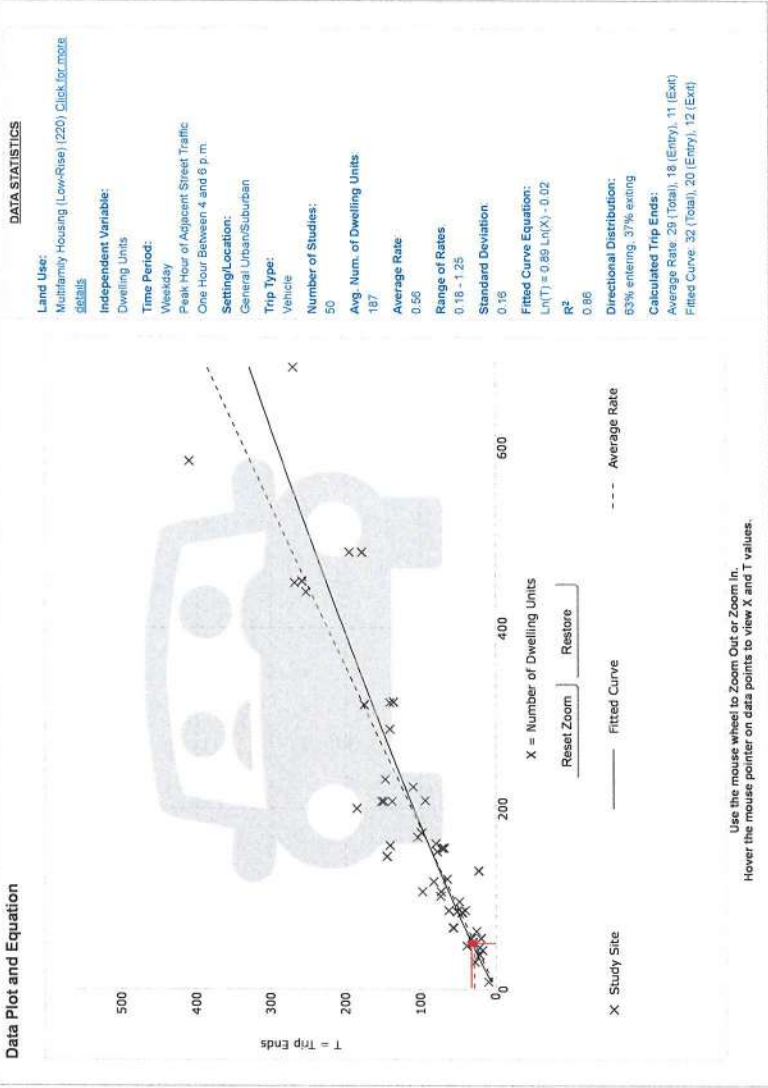 Data Plot and Equation
DATA STATISTICS
Land Use:
Multifamily Housing (Low-Rise) (220) Click for more
details
Independent Variable:
Dwelling Units
Time Period:
Weekday
Peak Hour of Adjacent Street Traffic
One Hour Between 4 and 6 p.m.
Setting/Location:
General Urban/Suburban
Trip Type:
Vehicle
Number of Studies:
50
Avg. Num. of Dwelling Units:
187
Average Rate:
0.56
Range of Rates:
0.18 - 1.25
Standard Deviation:
0.16
Fitted Curve Equation:
Ln(T) = 0.89 Ln(X) - 0.02
R²
0.86
Directional Distribution:
63% entering, 37% exiting
Calculated Trip Ends:
Average Rate: 29 (Total), 18 (Entry), 11 (Exit)
Fitted Curve: 32 (Total), 20 (Entry), 12 (Exit)
T = Trip Ends
500
400
300
200
100
0
0
200
400
600
X = Number of Dwelling Units
Reset Zoom
Restore
× Study Site
Fitted Curve
Average Rate
Use the mouse wheel to Zoom Out or Zoom In.
Hover the mouse pointer on data points to view X and T values.